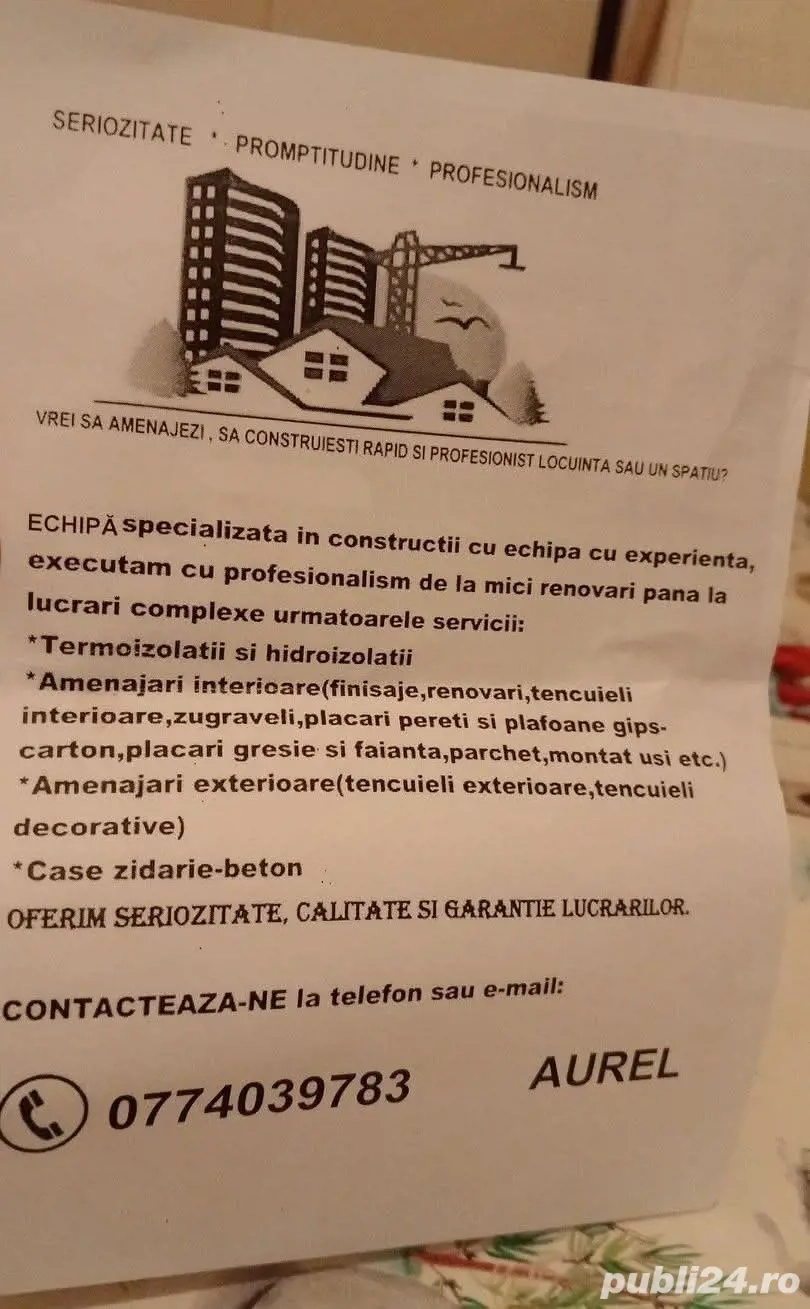 SERIOZITATE * PROMPTITUDINE * PROFESIONALISM
VREI SA AMENAJEZI , SA CONSTRUIESTI RAPID SI PROFESIONIST LOCUINTA SAU UN SPATIU?
ECHIPĂ specializata in constructii cu echipa cu experienta,
executam cu profesionalism de la mici renovari pana la
lucrari complexe urmatoarele servicii:
*Termoizolatii si hidroizolatii
*Amenajari interioare(finisaje,renovari,tencuieli
interioare,zugraveli,placari pereti si plafoane gips-
carton,placari gresie si faianta,parchet,montat usi etc.)
*Amenajari exterioare(tencuieli exterioare,tencuieli
decorative)
*Case zidarie-beton
OFERIM SERIOZITATE, CALITATE SI GARANTIE LUCRARILOR.
CONTACTEAZA-NE la telefon sau e-mail:
0774039783 AUREL
publi24.ro